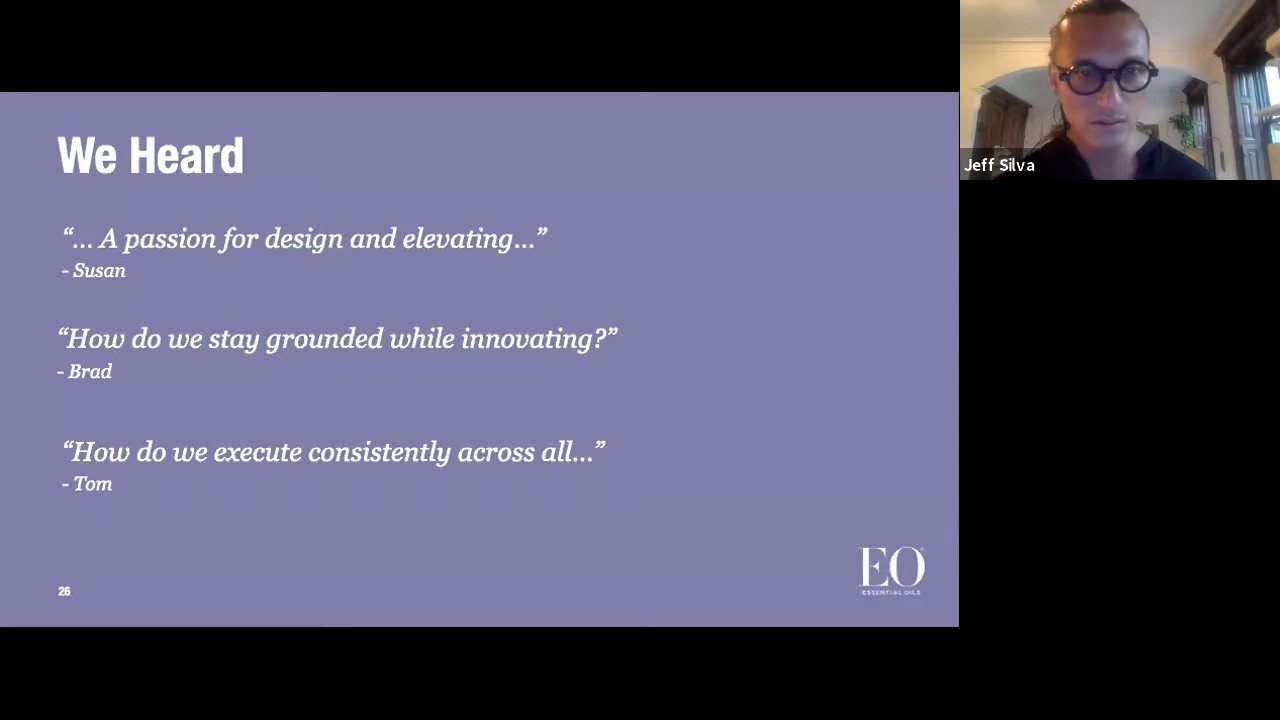 We Heard
“... A passion for design and elevating...”
- Susan
“How do we stay grounded while innovating?”
- Brad
“How do we execute consistently across all...”
- Tom
26
EO
ESSENTIAL OILS
Jeff Silva